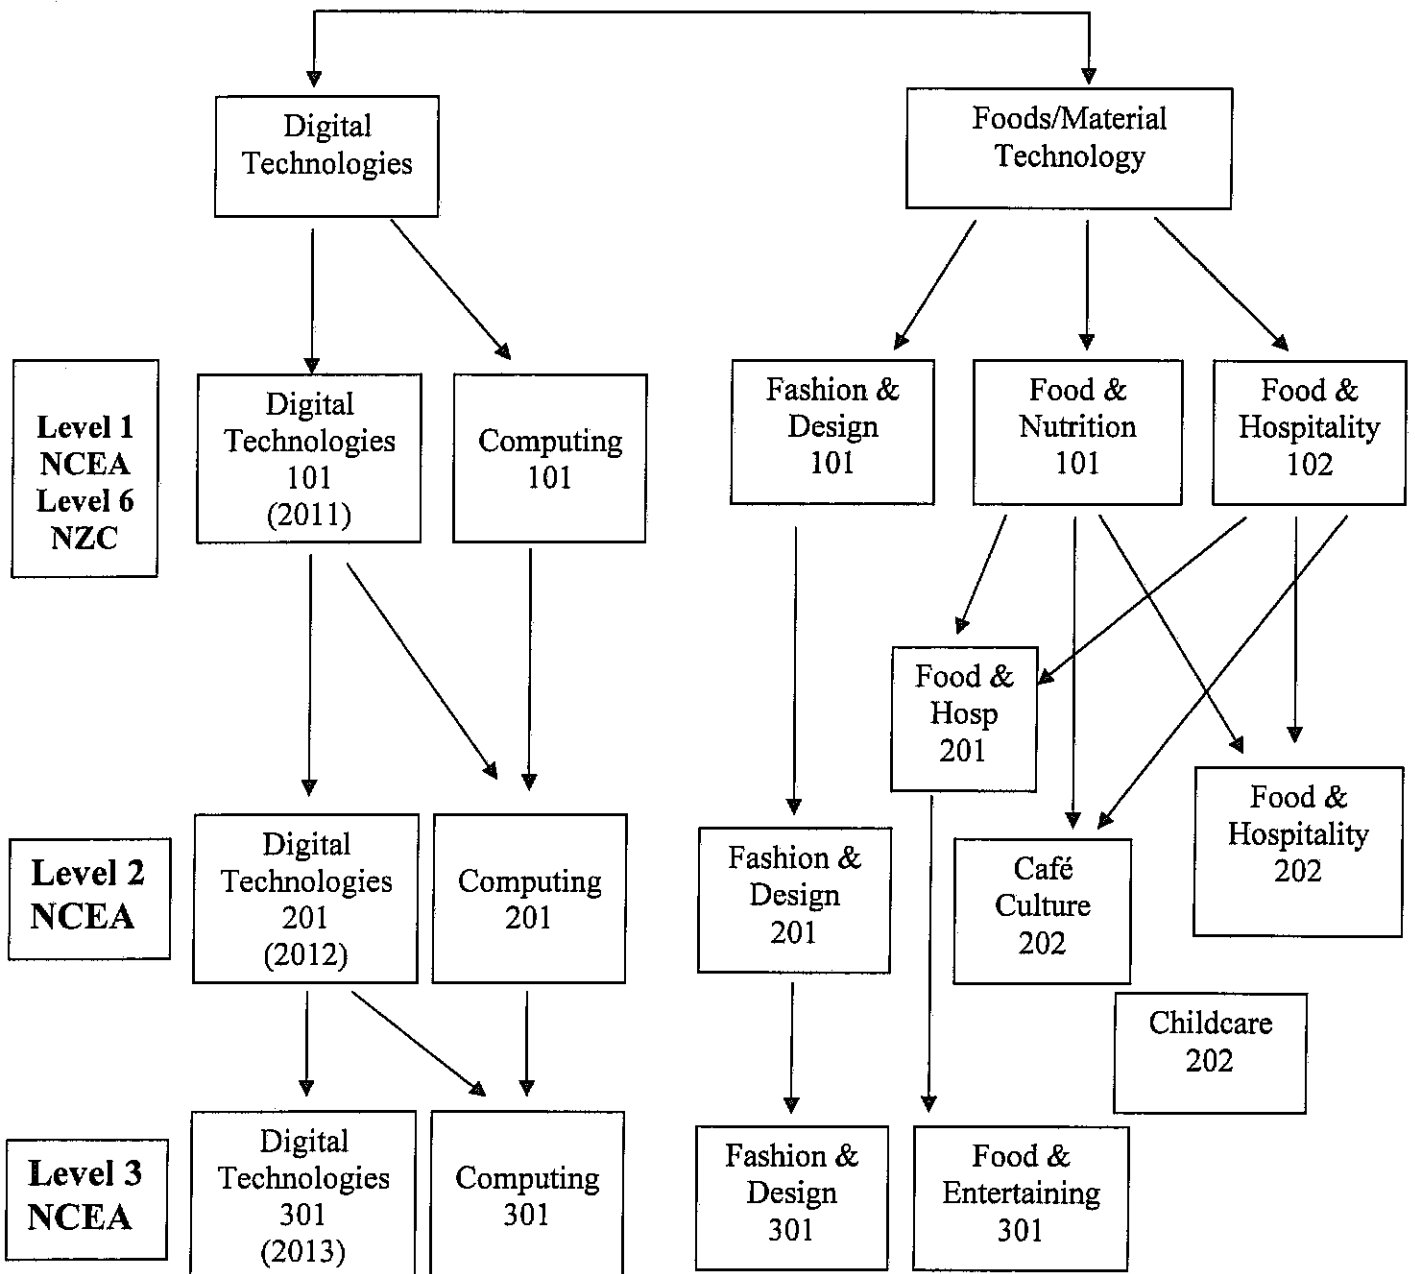 Digital
Technologies
Foods/Material
Technology
Level 1
NCEA
Level 6
NZC
Digital
Technologies
101
(2011)
Computing
101
Fashion &
Design
101
Food &
Nutrition
101
Food &
Hospitality
102
Food &
Hosp
201
Food &
Hospitality
202
Level 2
NCEA
Digital
Technologies
201
(2012)
Computing
201
Fashion &
Design
201
Café
Culture
202
Childcare
202
Level 3
NCEA
Digital
Technologies
301
(2013)
Computing
301
Fashion &
Design
301
Food &
Entertaining
301